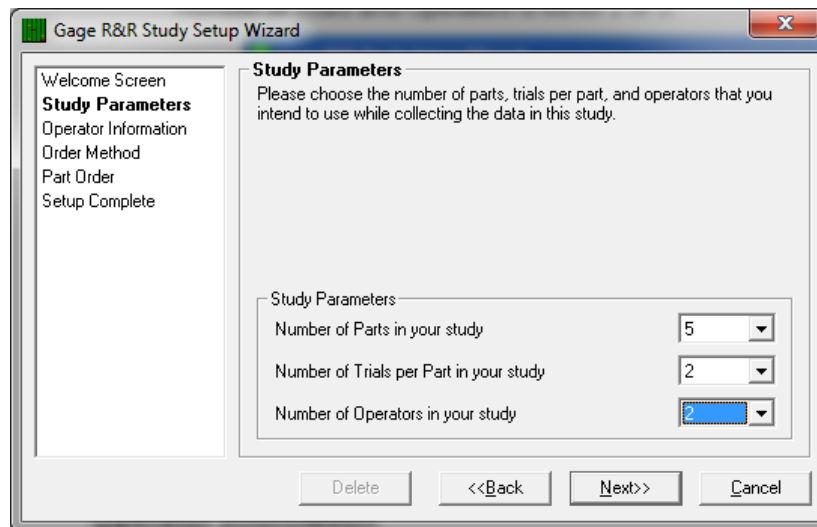 Gage R&R Study Setup Wizard
Welcome Screen
Study Parameters
Operator Information
Order Method
Part Order
Setup Complete
Study Parameters
Please choose the number of parts, trials per part, and operators that you
intend to use while collecting the data in this study.
Study Parameters
Number of Parts in your study 5
Number of Trials per Part in your study 2
Number of Operators in your study 2
Delete <<Back Next>> Cancel